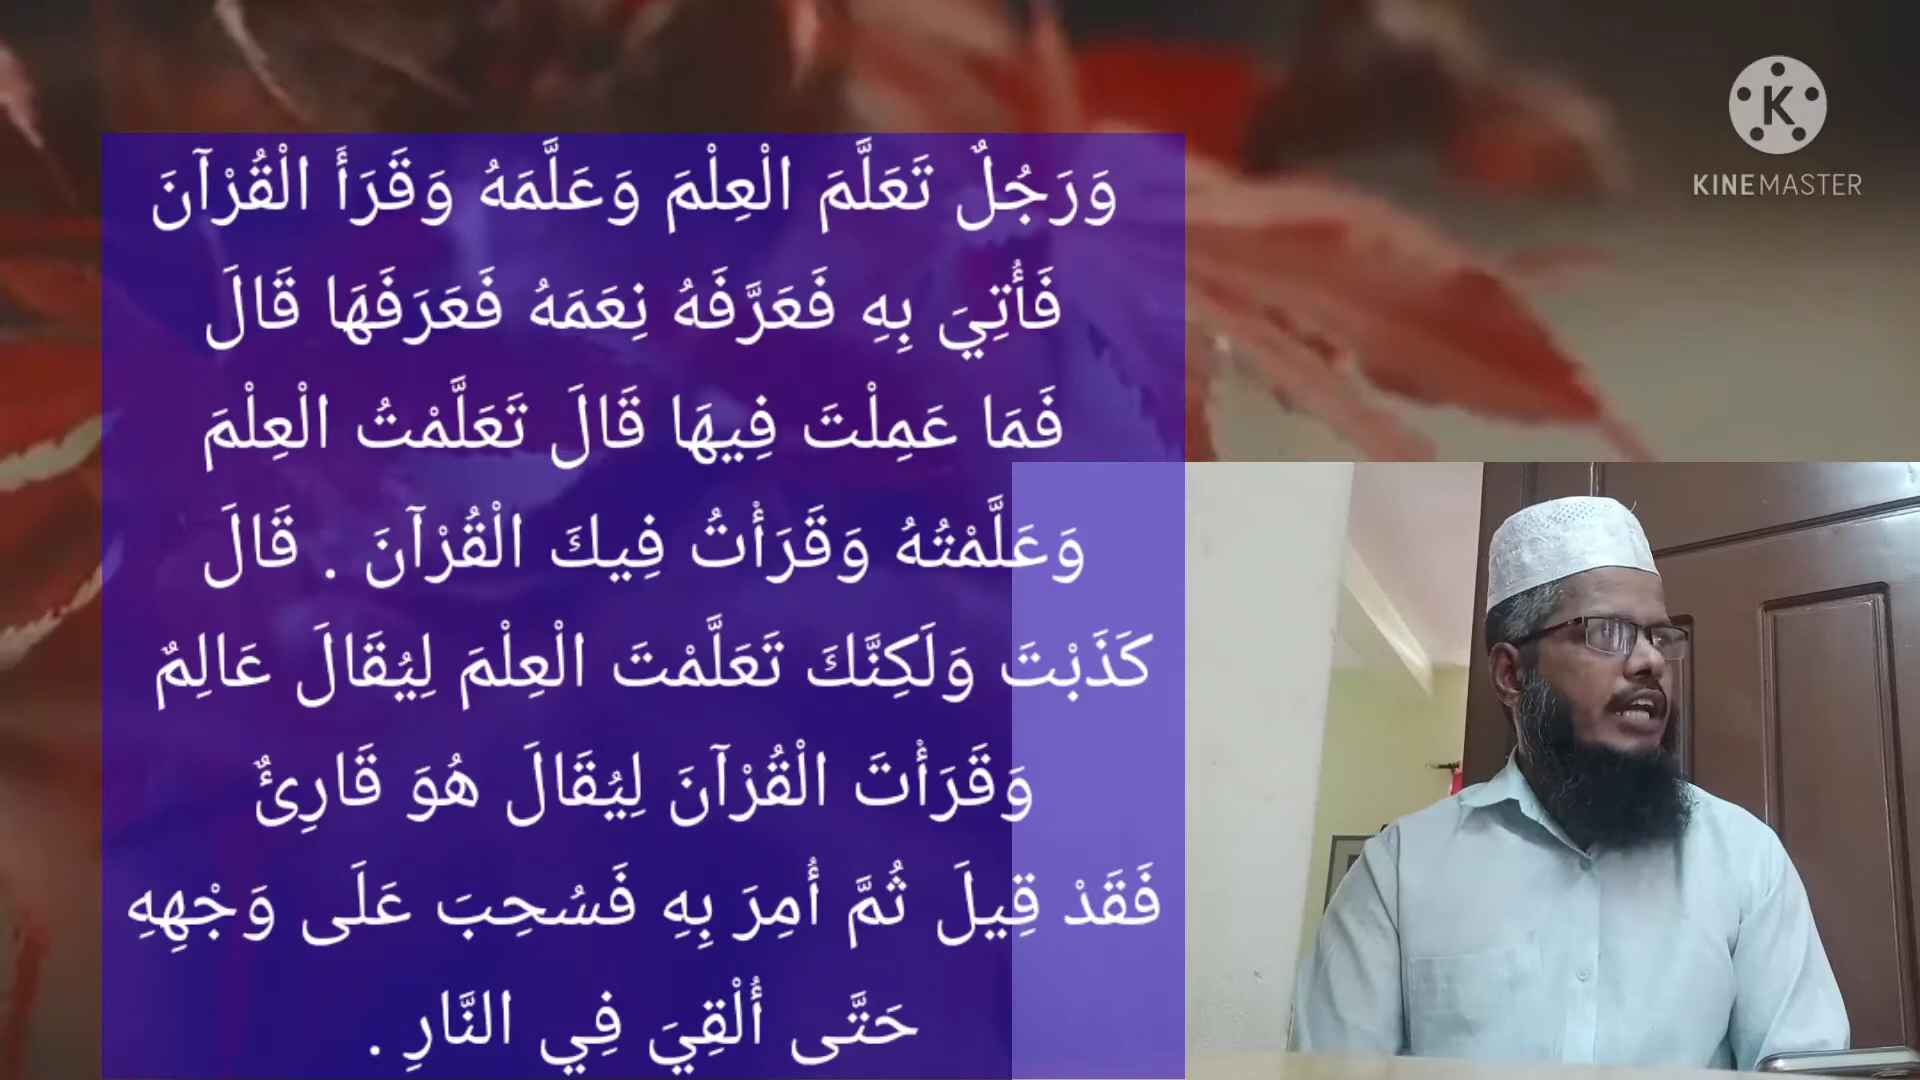 وَرَجُلٌ تَعَلَّمَ الْعِلْمَ وَعَلَّمَهُ وَقَرَأَ الْقُرْآنَ
فَأُتِيَ بِهِ فَعَرَّفَهُ نِعَمَهُ فَعَرَفَهَا قَالَ
فَمَا عَمِلْتَ فِيهَا قَالَ تَعَلَّمْتُ الْعِلْمَ
وَعَلَّمْتُهُ وَقَرَأْتُ فِيكَ الْقُرْآنَ . قَالَ
كَذَبْتَ وَلَكِنَّكَ تَعَلَّمْتَ الْعِلْمَ لِيُقَالَ عَالِمٌ
وَقَرَأْتَ الْقُرْآنَ لِيُقَالَ هُوَ قَارِئٌ
فَقَدْ قِيلَ ثُمَّ أُمِرَ بِهِ فَسُحِبَ عَلَى وَجْهِهِ
حَتَّى أُلْقِيَ فِي النَّارِ .
K
KINEMASTER